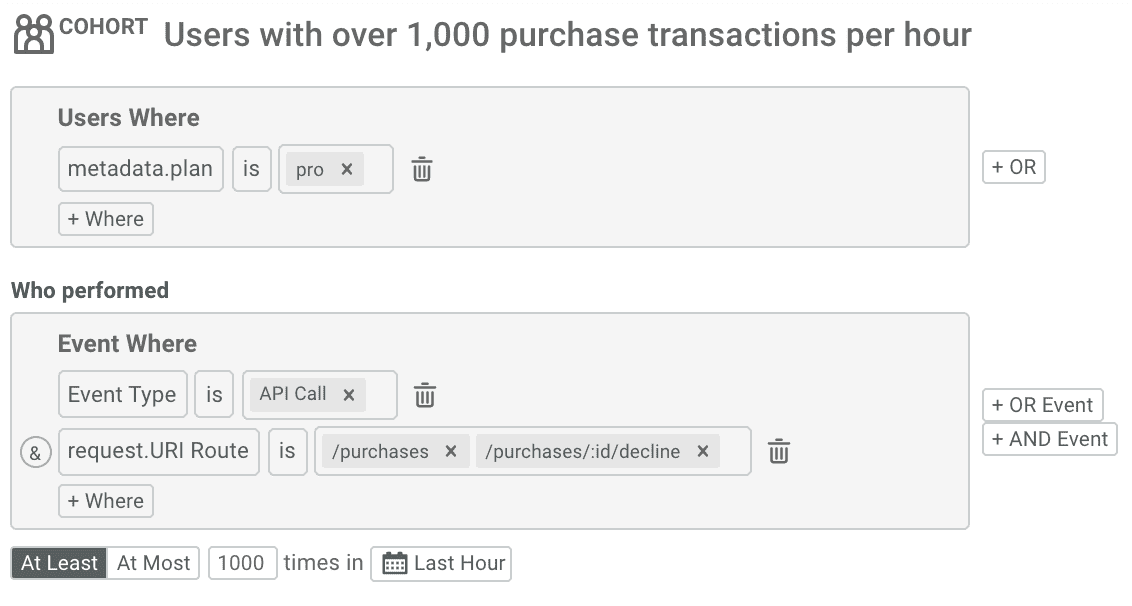 COHORT Users with over 1,000 purchase transactions per hour
Users Where
metadata.plan is pro ×
+ OR
+ Where
Who performed
Event Where
Event Type is API Call ×
+ OR Event
+ AND Event
& request.URI Route is /purchases × /purchases/:id/decline ×
+ Where
At Least At Most 1000 times in Last Hour